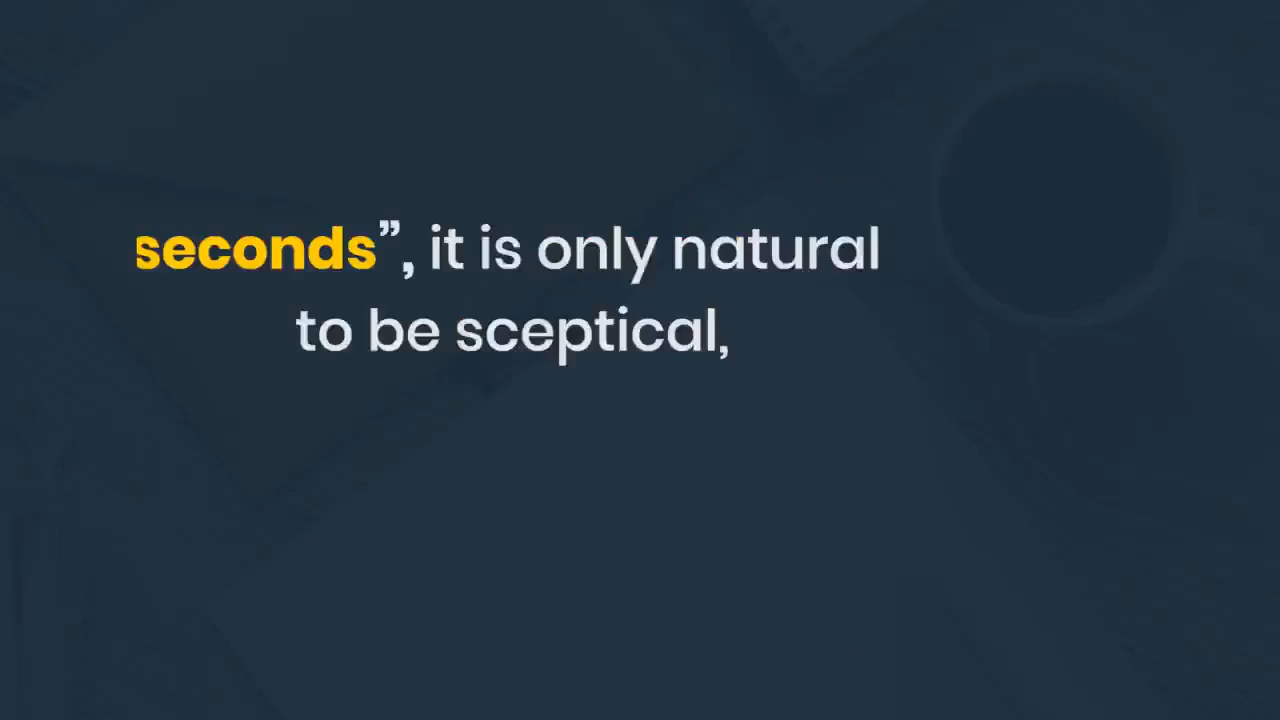 seconds”, it is only natural
to be sceptical,